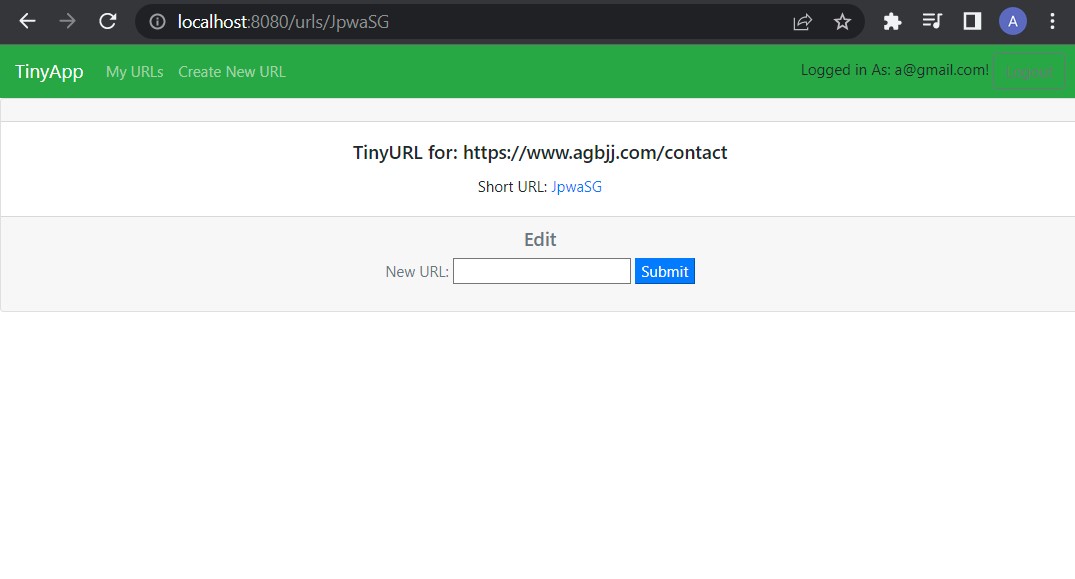 localhost:8080/urls/JpwaSG
A
TinyApp My URLs Create New URL Logged in As: a@gmail.com! Logout
TinyURL for: https://www.agbjj.com/contact
Short URL: JpwaSG
Edit
New URL: Submit